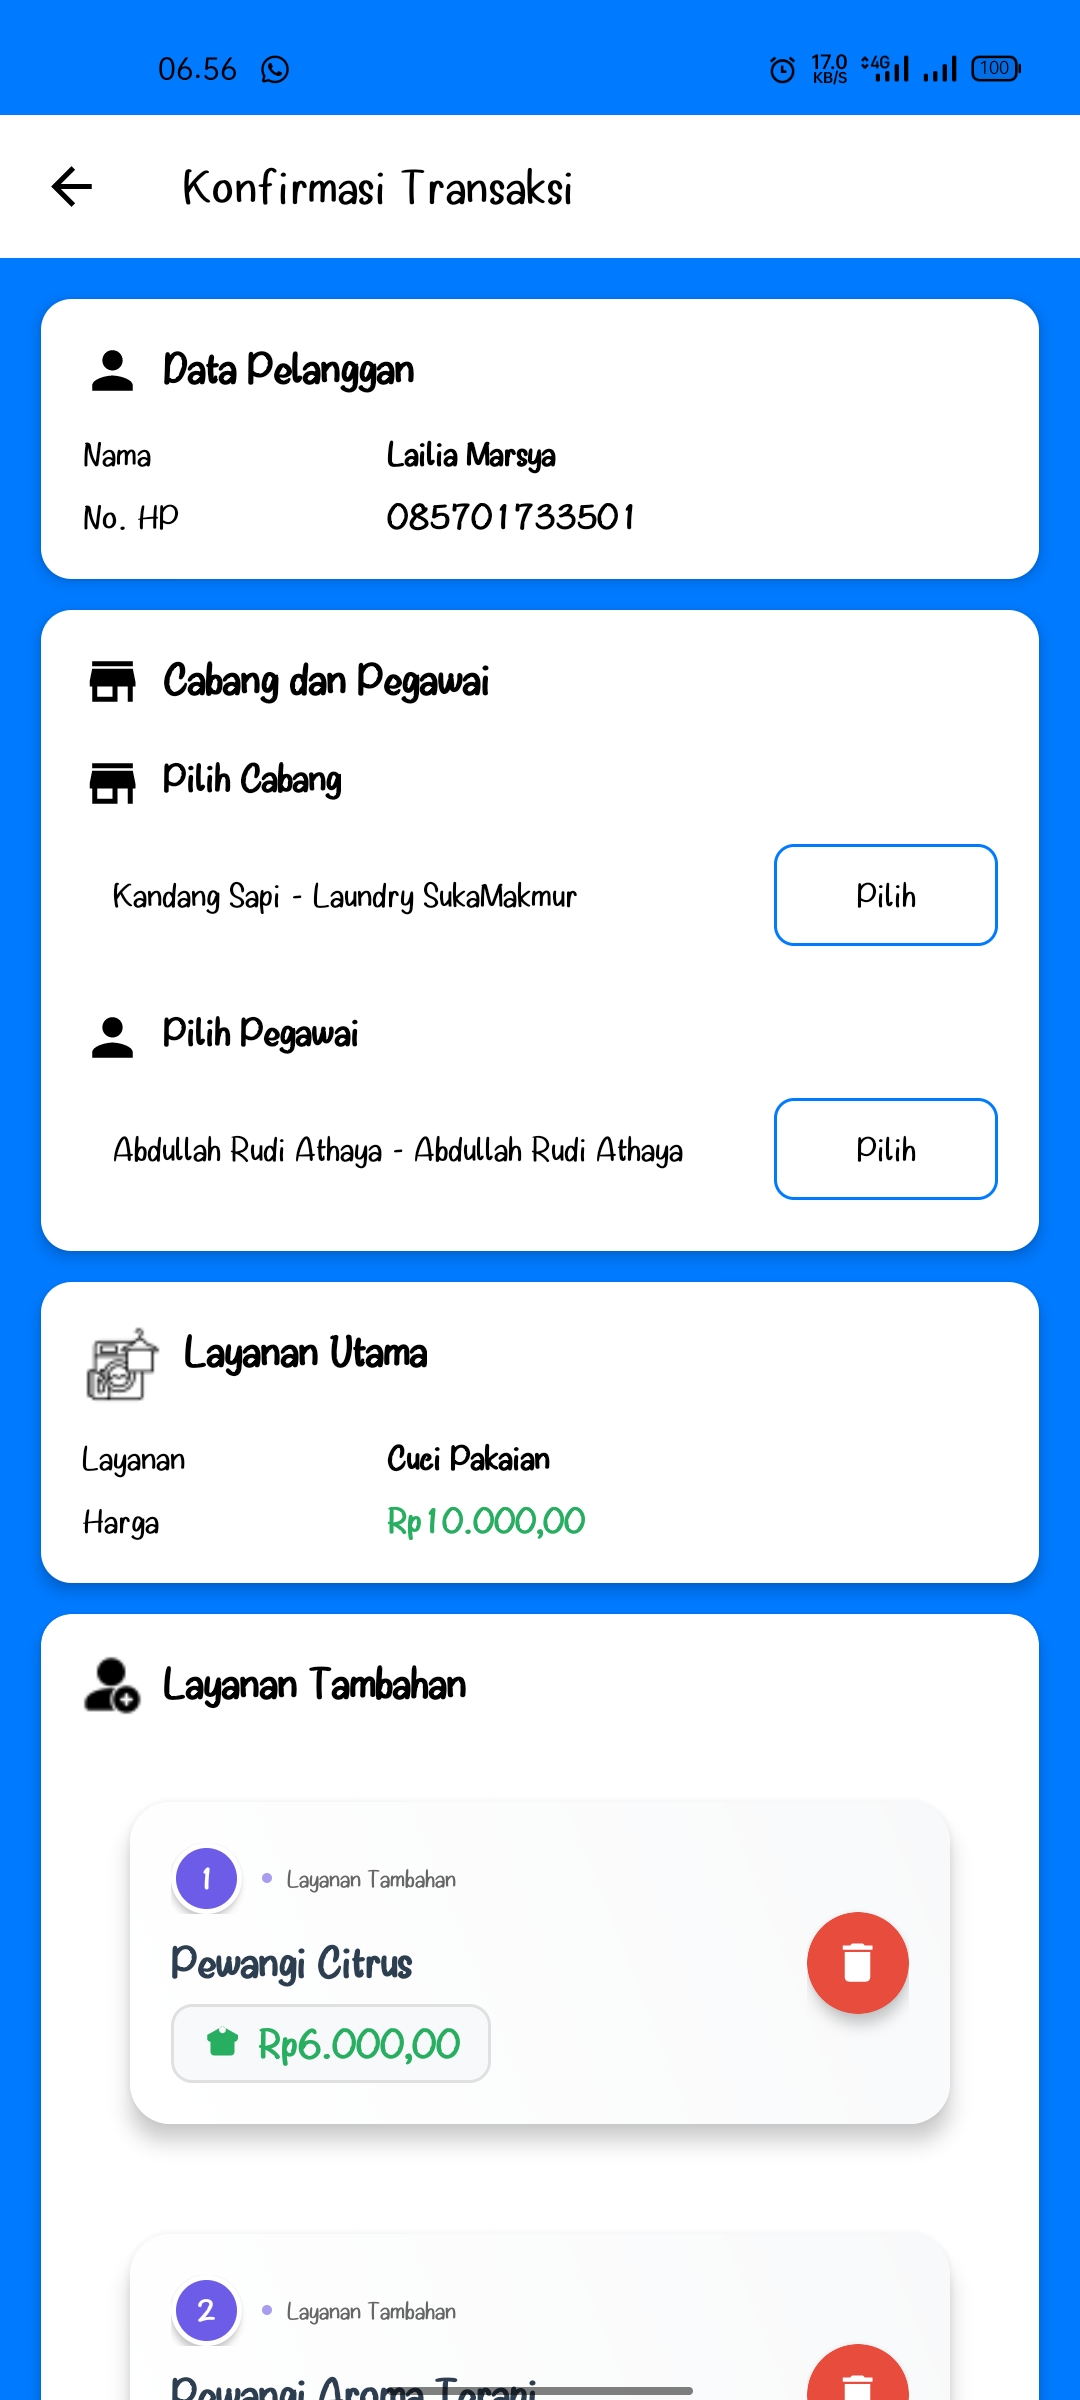 06.56
17.0
KB/S
4G
100
Konfirmasi Transaksi
Data Pelanggan
Nama Lailia Marsya
No. HP 085701733501
Cabang dan Pegawai
Pilih Cabang
Kandang Sapi - Laundry SukaMakmur Pilih
Pilih Pegawai
Abdullah Rudi Athaya - Abdullah Rudi Athaya Pilih
Layanan Utama
Layanan Cuci Pakaian
Harga Rp10.000,00
Layanan Tambahan
1 Layanan Tambahan
Pewangi Citrus
Rp6.000,00
2 Layanan Tambahan
Pewangi Aroma Terapi